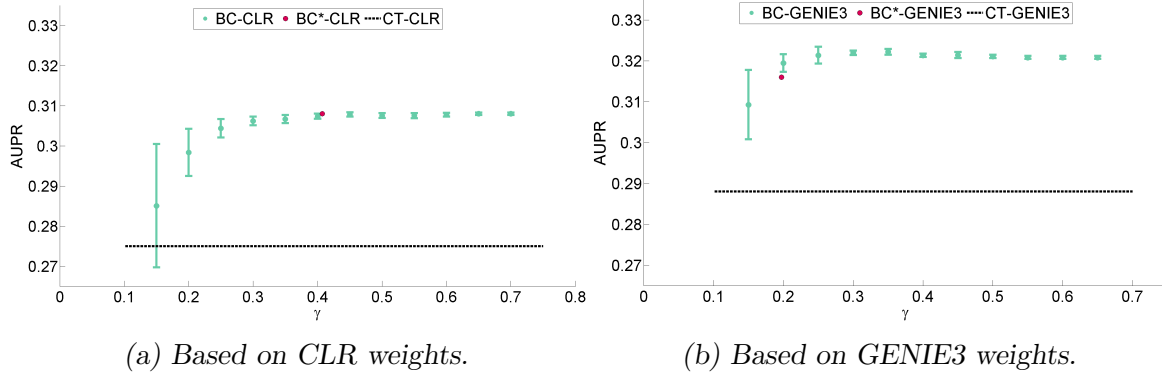 BC-CLR BC*-CLR CT-CLR
0.33
0.32
0.31
0.3
0.29
0.28
0.27
AUPR
0 0.1 0.2 0.3 0.4 0.5 0.6 0.7 0.8
γ
(a) Based on CLR weights.
BC-GENIE3 BC*-GENIE3 CT-GENIE3
0.33
0.32
0.31
0.3
0.29
0.28
0.27
AUPR
0 0.1 0.2 0.3 0.4 0.5 0.6 0.7
γ
(b) Based on GENIE3 weights.